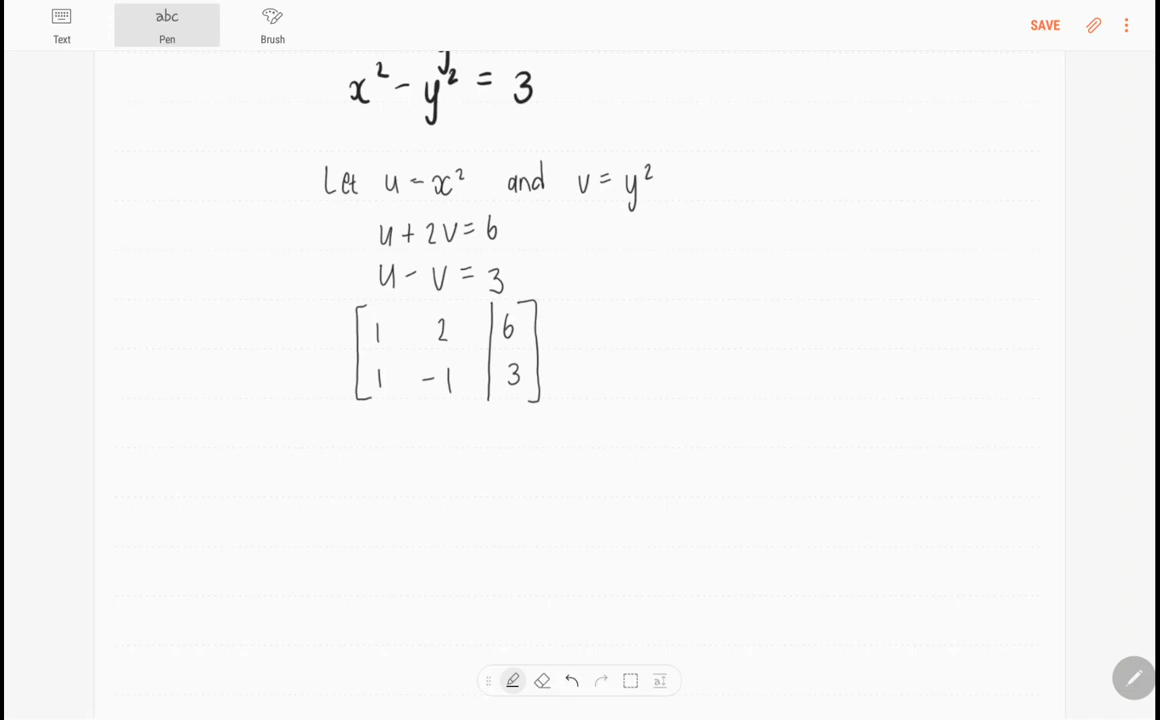 Text
abc
Pen
Brush
SAVE
x² - y² = 3
Let u - x² and v = y²
u + 2v = 6
u - v = 3
1 2 | 6
1 -1 | 3